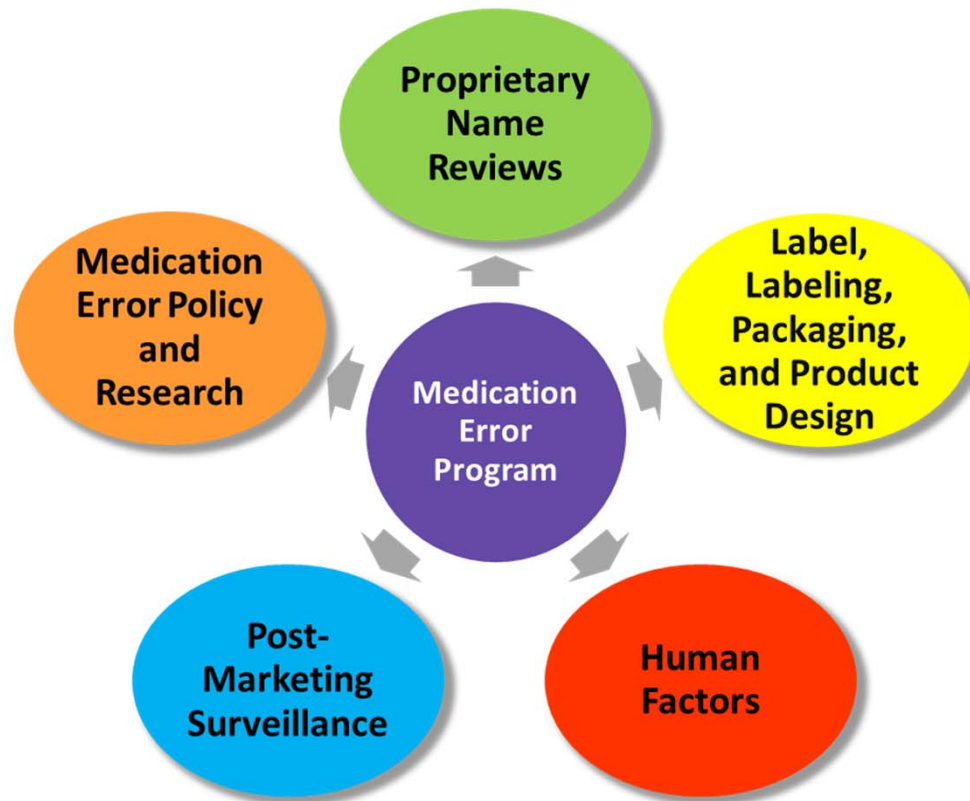 Proprietary
Name
Reviews
Label,
Labeling,
Packaging,
and Product
Design
Human
Factors
Post-
Marketing
Surveillance
Medication
Error Policy
and
Research
Medication
Error
Program